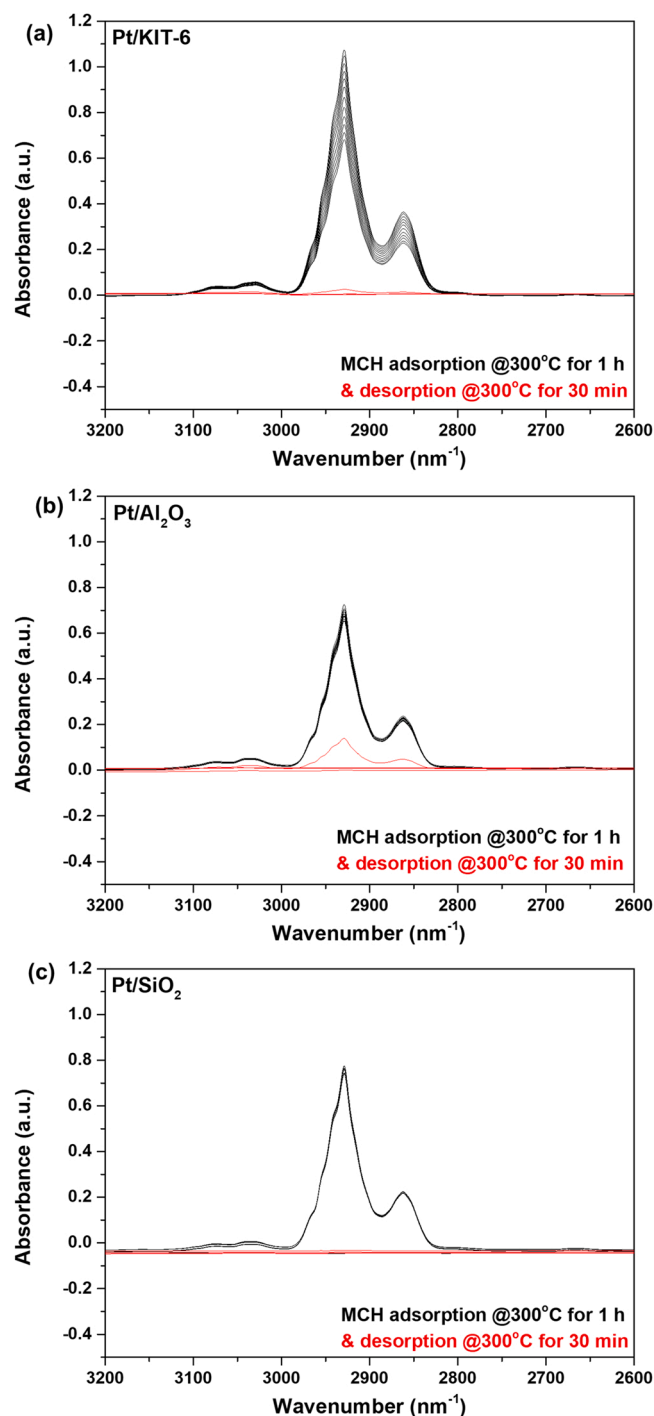 (a)
Pt/KIT-6
1.2
1.0
0.8
0.6
0.4
0.2
0.0
-0.2
-0.4
Absorbance (a.u.)
MCH adsorption @300°C for 1 h
& desorption @300°C for 30 min
3200 3100 3000 2900 2800 2700 2600
Wavenumber (nm⁻¹)
(b)
Pt/Al₂O₃
1.2
1.0
0.8
0.6
0.4
0.2
0.0
-0.2
-0.4
Absorbance (a.u.)
MCH adsorption @300°C for 1 h
& desorption @300°C for 30 min
3200 3100 3000 2900 2800 2700 2600
Wavenumber (nm⁻¹)
(c)
Pt/SiO₂
1.2
1.0
0.8
0.6
0.4
0.2
0.0
-0.2
-0.4
Absorbance (a.u.)
MCH adsorption @300°C for 1 h
& desorption @300°C for 30 min
3200 3100 3000 2900 2800 2700 2600
Wavenumber (nm⁻¹)